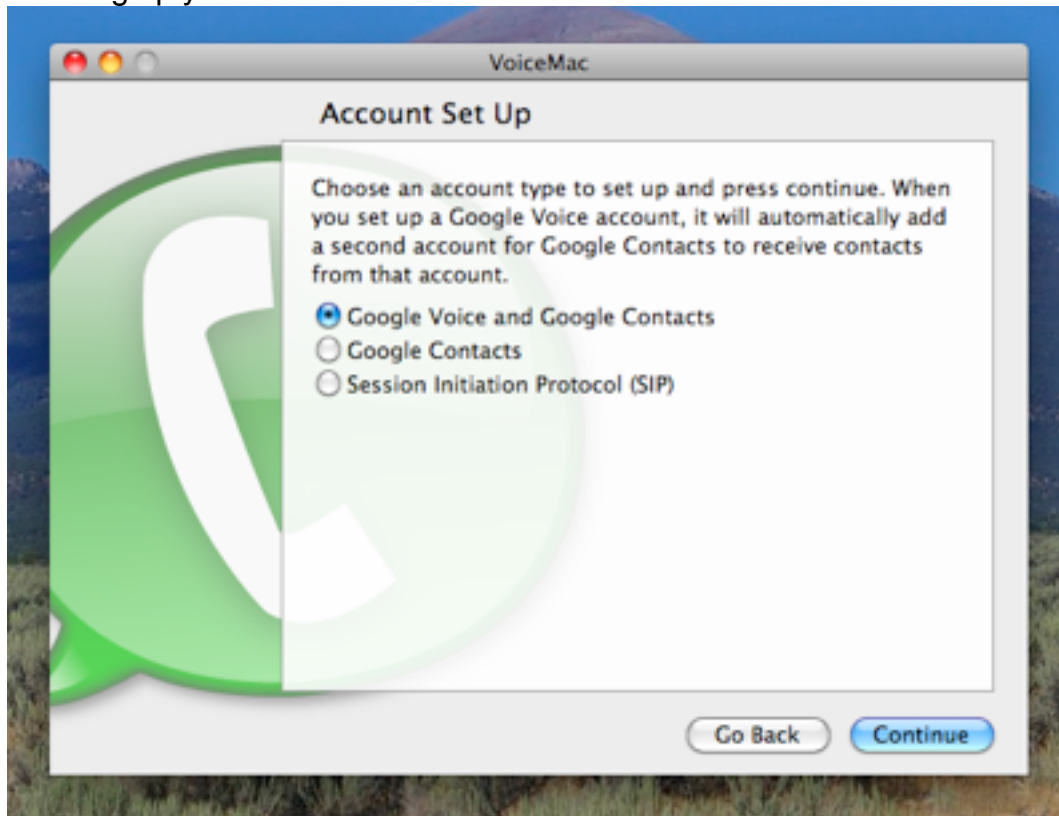 VoiceMac
Account Set Up
Choose an account type to set up and press continue. When
you set up a Google Voice account, it will automatically add
a second account for Google Contacts to receive contacts
from that account.
Google Voice and Google Contacts
Google Contacts
Session Initiation Protocol (SIP)
Go Back
Continue